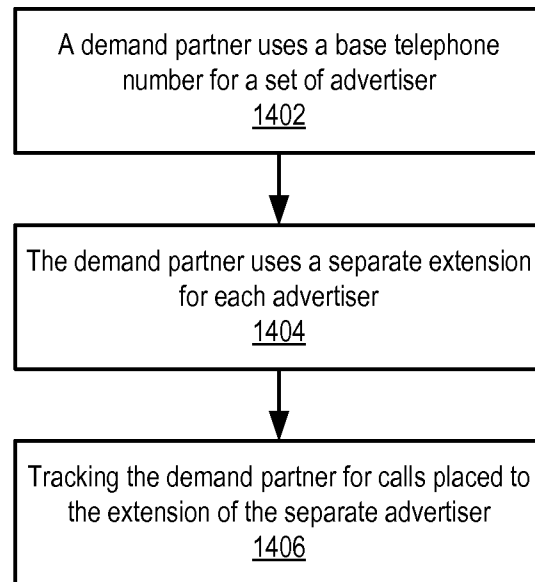 A demand partner uses a base telephone
number for a set of advertiser
1402
The demand partner uses a separate extension
for each advertiser
1404
Tracking the demand partner for calls placed to
the extension of the separate advertiser
1406